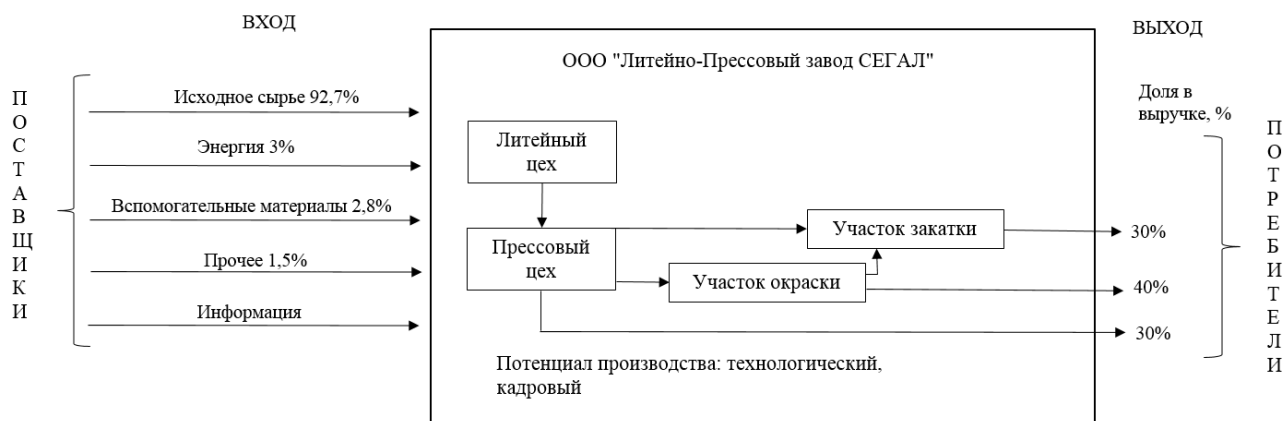 ВХОД
ВЫХОД
ООО "Литейно-Прессовый завод СЕГАЛ"
ПОСТАВЩИКИ
Исходное сырье 92,7%
Энергия 3%
Вспомогательные материалы 2,8%
Прочее 1,5%
Информация
Литейный
цех
Прессовый
цех
Участок закатки
Участок окраски
Потенциал производства: технологический,
кадровый
Доля в
выручке, %
30%
40%
30%
ПОТРЕБИТЕЛИ